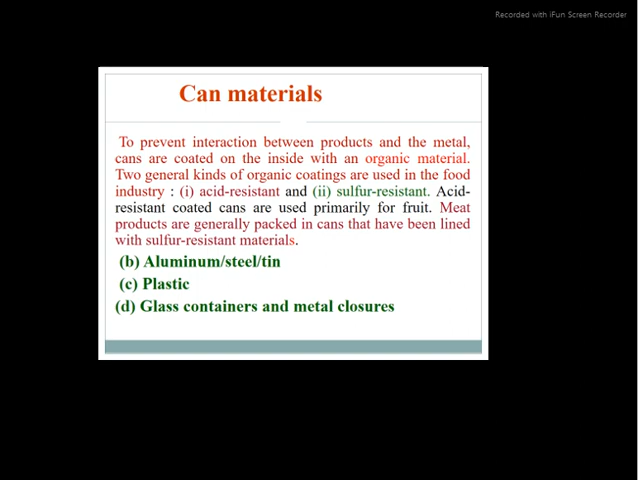 Recorded with iFun Screen Recorder
Can materials
To prevent interaction between products and the metal,
cans are coated on the inside with an organic material.
Two general kinds of organic coatings are used in the food
industry : (i) acid-resistant and (ii) sulfur-resistant. Acid-
resistant coated cans are used primarily for fruit. Meat
products are generally packed in cans that have been lined
with sulfur-resistant materials.
(b) Aluminum/steel/tin
(c) Plastic
(d) Glass containers and metal closures